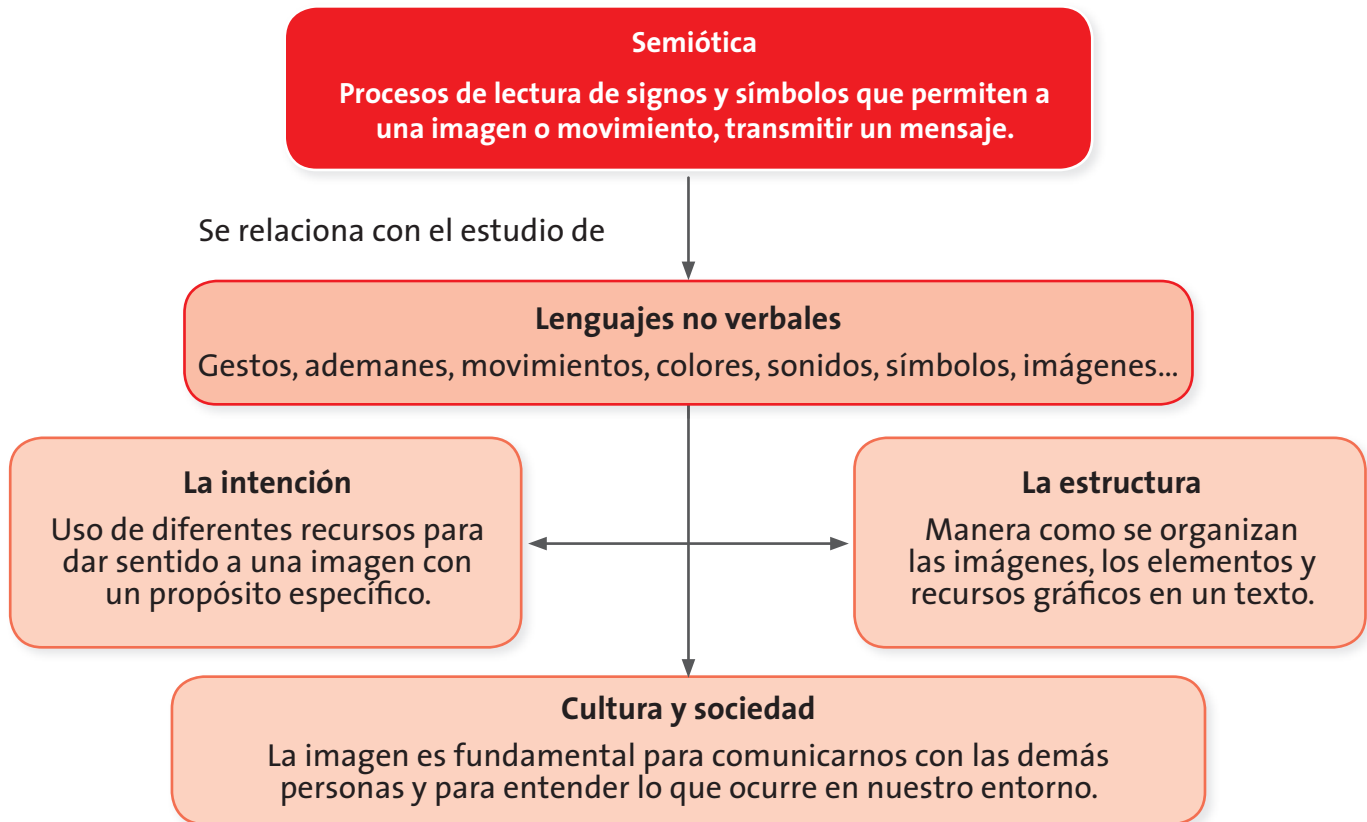 Semiótica
Procesos de lectura de signos y símbolos que permiten a
una imagen o movimiento, transmitir un mensaje.
Se relaciona con el estudio de
Lenguajes no verbales
Gestos, ademanes, movimientos, colores, sonidos, símbolos, imágenes...
La intención
Uso de diferentes recursos para
dar sentido a una imagen con
un propósito específico.
La estructura
Manera como se organizan
las imágenes, los elementos y
recursos gráficos en un texto.
Cultura y sociedad
La imagen es fundamental para comunicarnos con las demás
personas y para entender lo que ocurre en nuestro entorno.